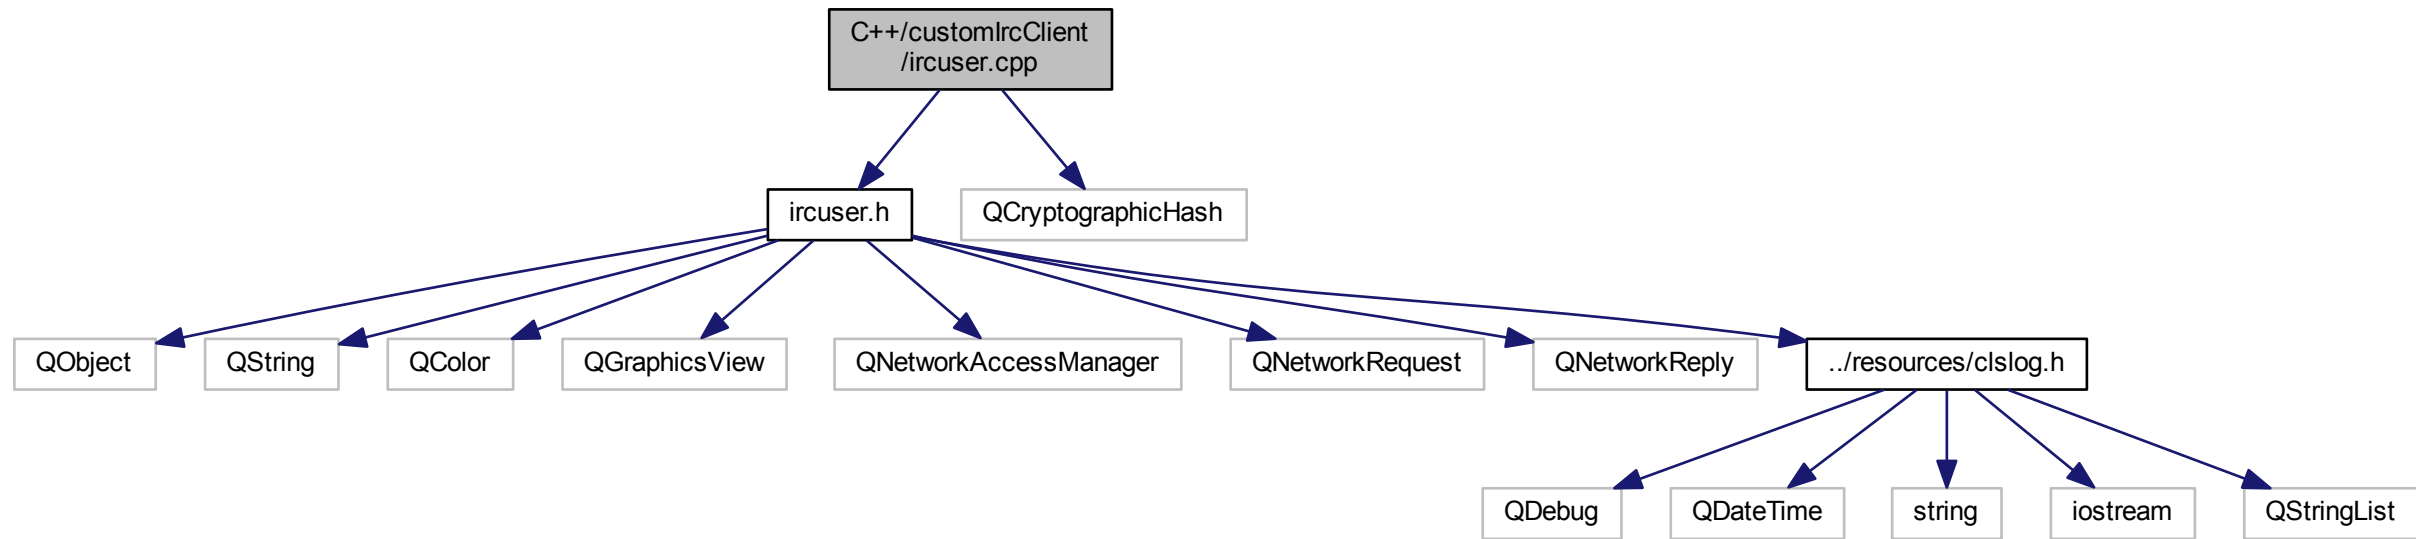 C++/customIrcClient
/ircuser.cpp
ircuser.h
QCryptographicHash
QObject
QString
QColor
QGraphicsView
QNetworkAccessManager
QNetworkRequest
QNetworkReply
../resources/clslog.h
QDebug
QDateTime
string
iostream
QStringList